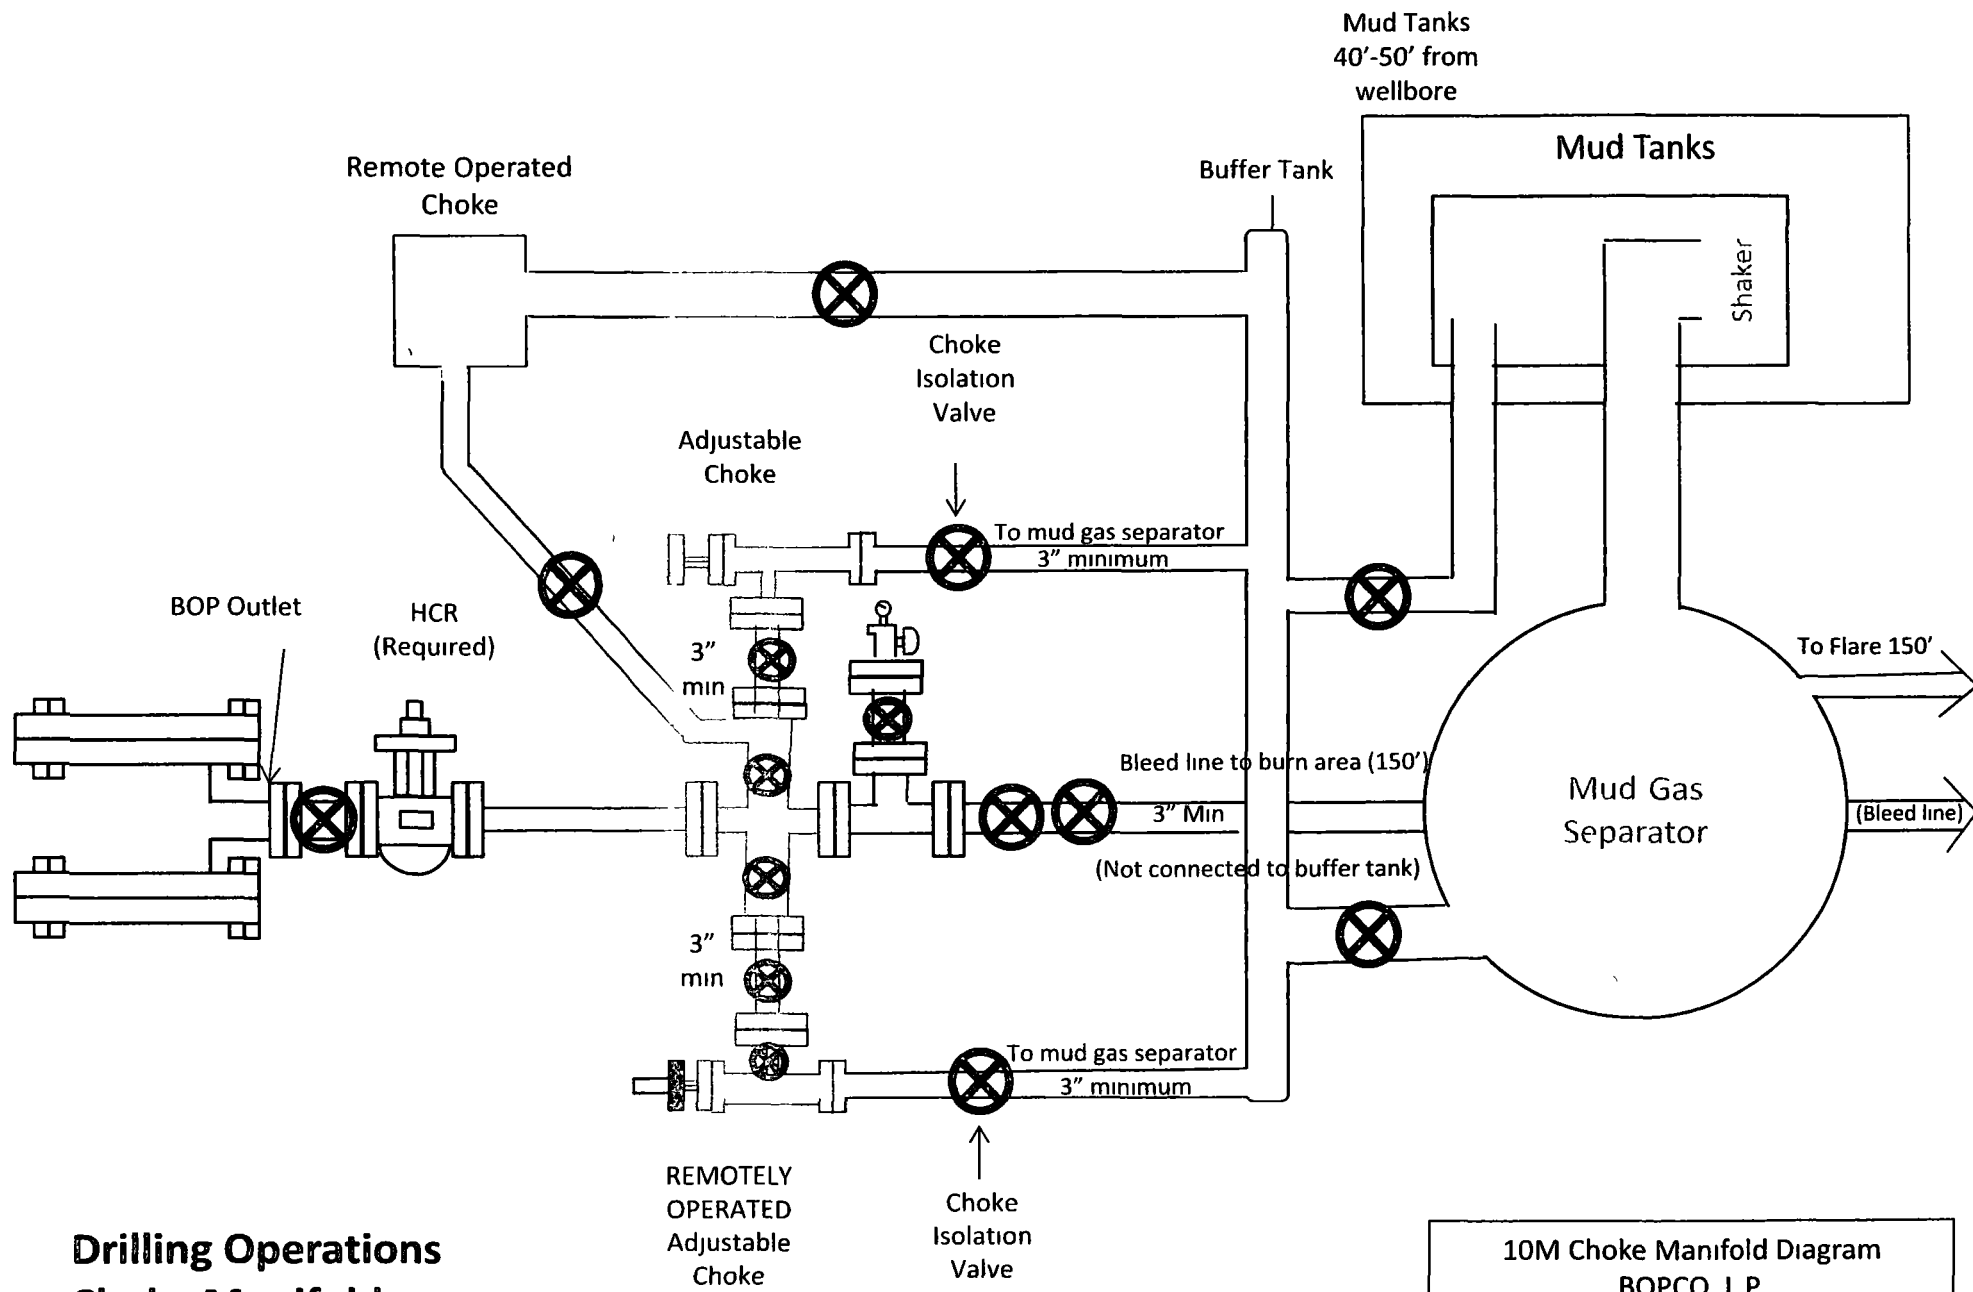 Mud Tanks
40'-50' from
wellbore
Mud Tanks
Remote Operated
Choke
Buffer Tank
Shaker
Choke
Isolation
Valve
Adjustable
Choke
To mud gas separator
3" minimum
BOP Outlet
HCR
(Required)
3"
min
To Flare 150'
Bleed line to burn area (150')
3" Min
(Not connected to buffer tank)
Mud Gas
Separator
(Bleed line)
3"
min
To mud gas separator
3" minimum
REMOTELY
OPERATED
Adjustable
Choke
Choke
Isolation
Valve
Drilling Operations
Choke Manifold
10M Choke Manifold Diagram
BOPCO, L.P.